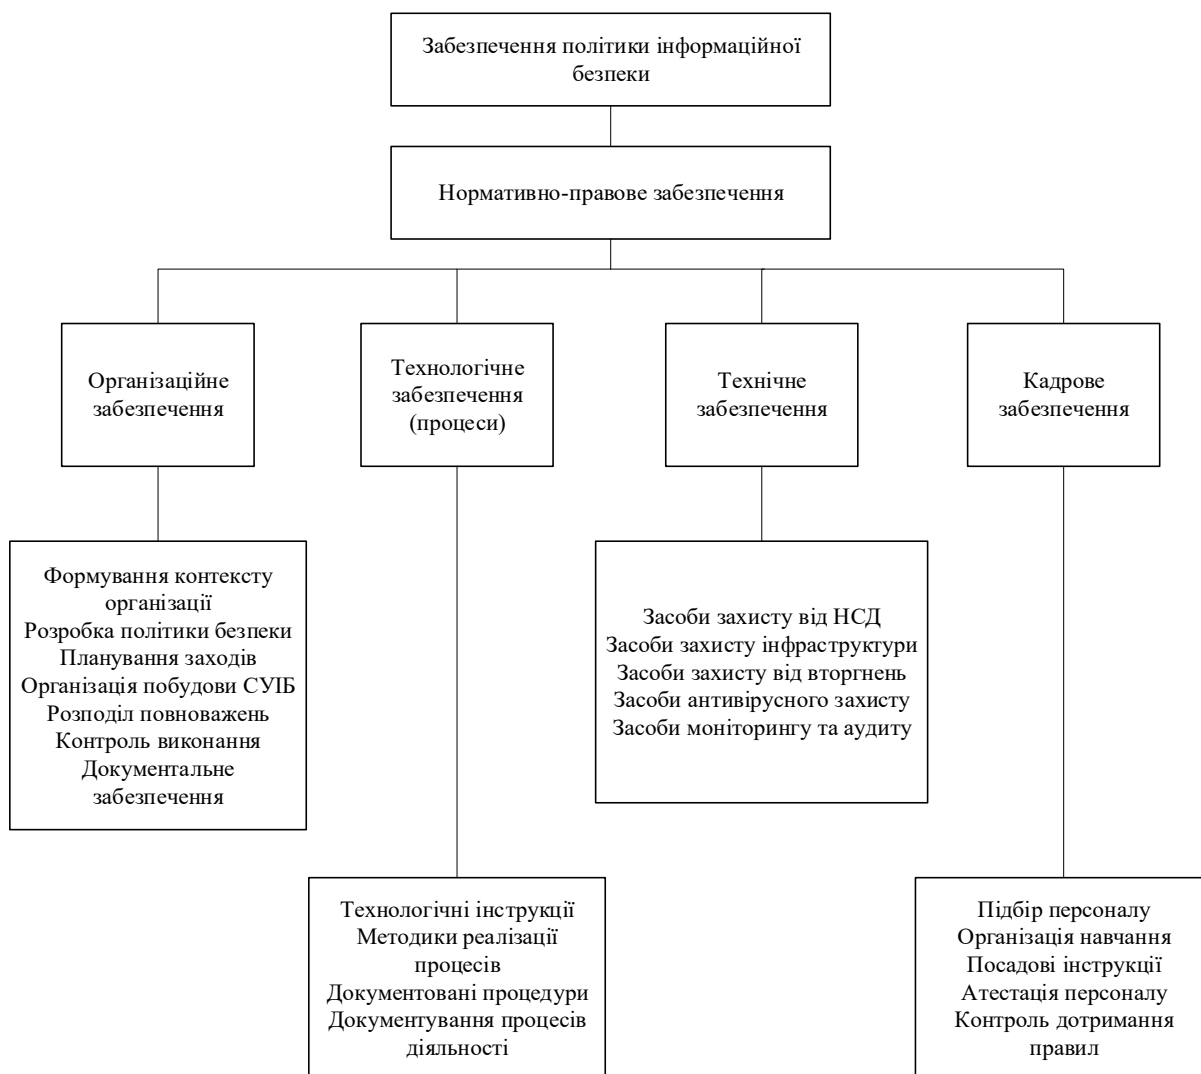 Забезпечення політики інформаційної
безпеки
Нормативно-правове забезпечення
Організаційне
забезпечення
Технологічне
забезпечення
(процеси)
Технічне
забезпечення
Кадрове
забезпечення
Формування контексту
організації
Розробка політики безпеки
Планування заходів
Організація побудови СУІБ
Розподіл повноважень
Контроль виконання
Документальне
забезпечення
Засоби захисту від НСД
Засоби захисту інфраструктури
Засоби захисту від вторгнень
Засоби антивірусного захисту
Засоби моніторингу та аудиту
Технологічні інструкції
Методики реалізації
процесів
Документовані процедури
Документування процесів
діяльності
Підбір персоналу
Організація навчання
Посадові інструкції
Атестація персоналу
Контроль дотримання
правил